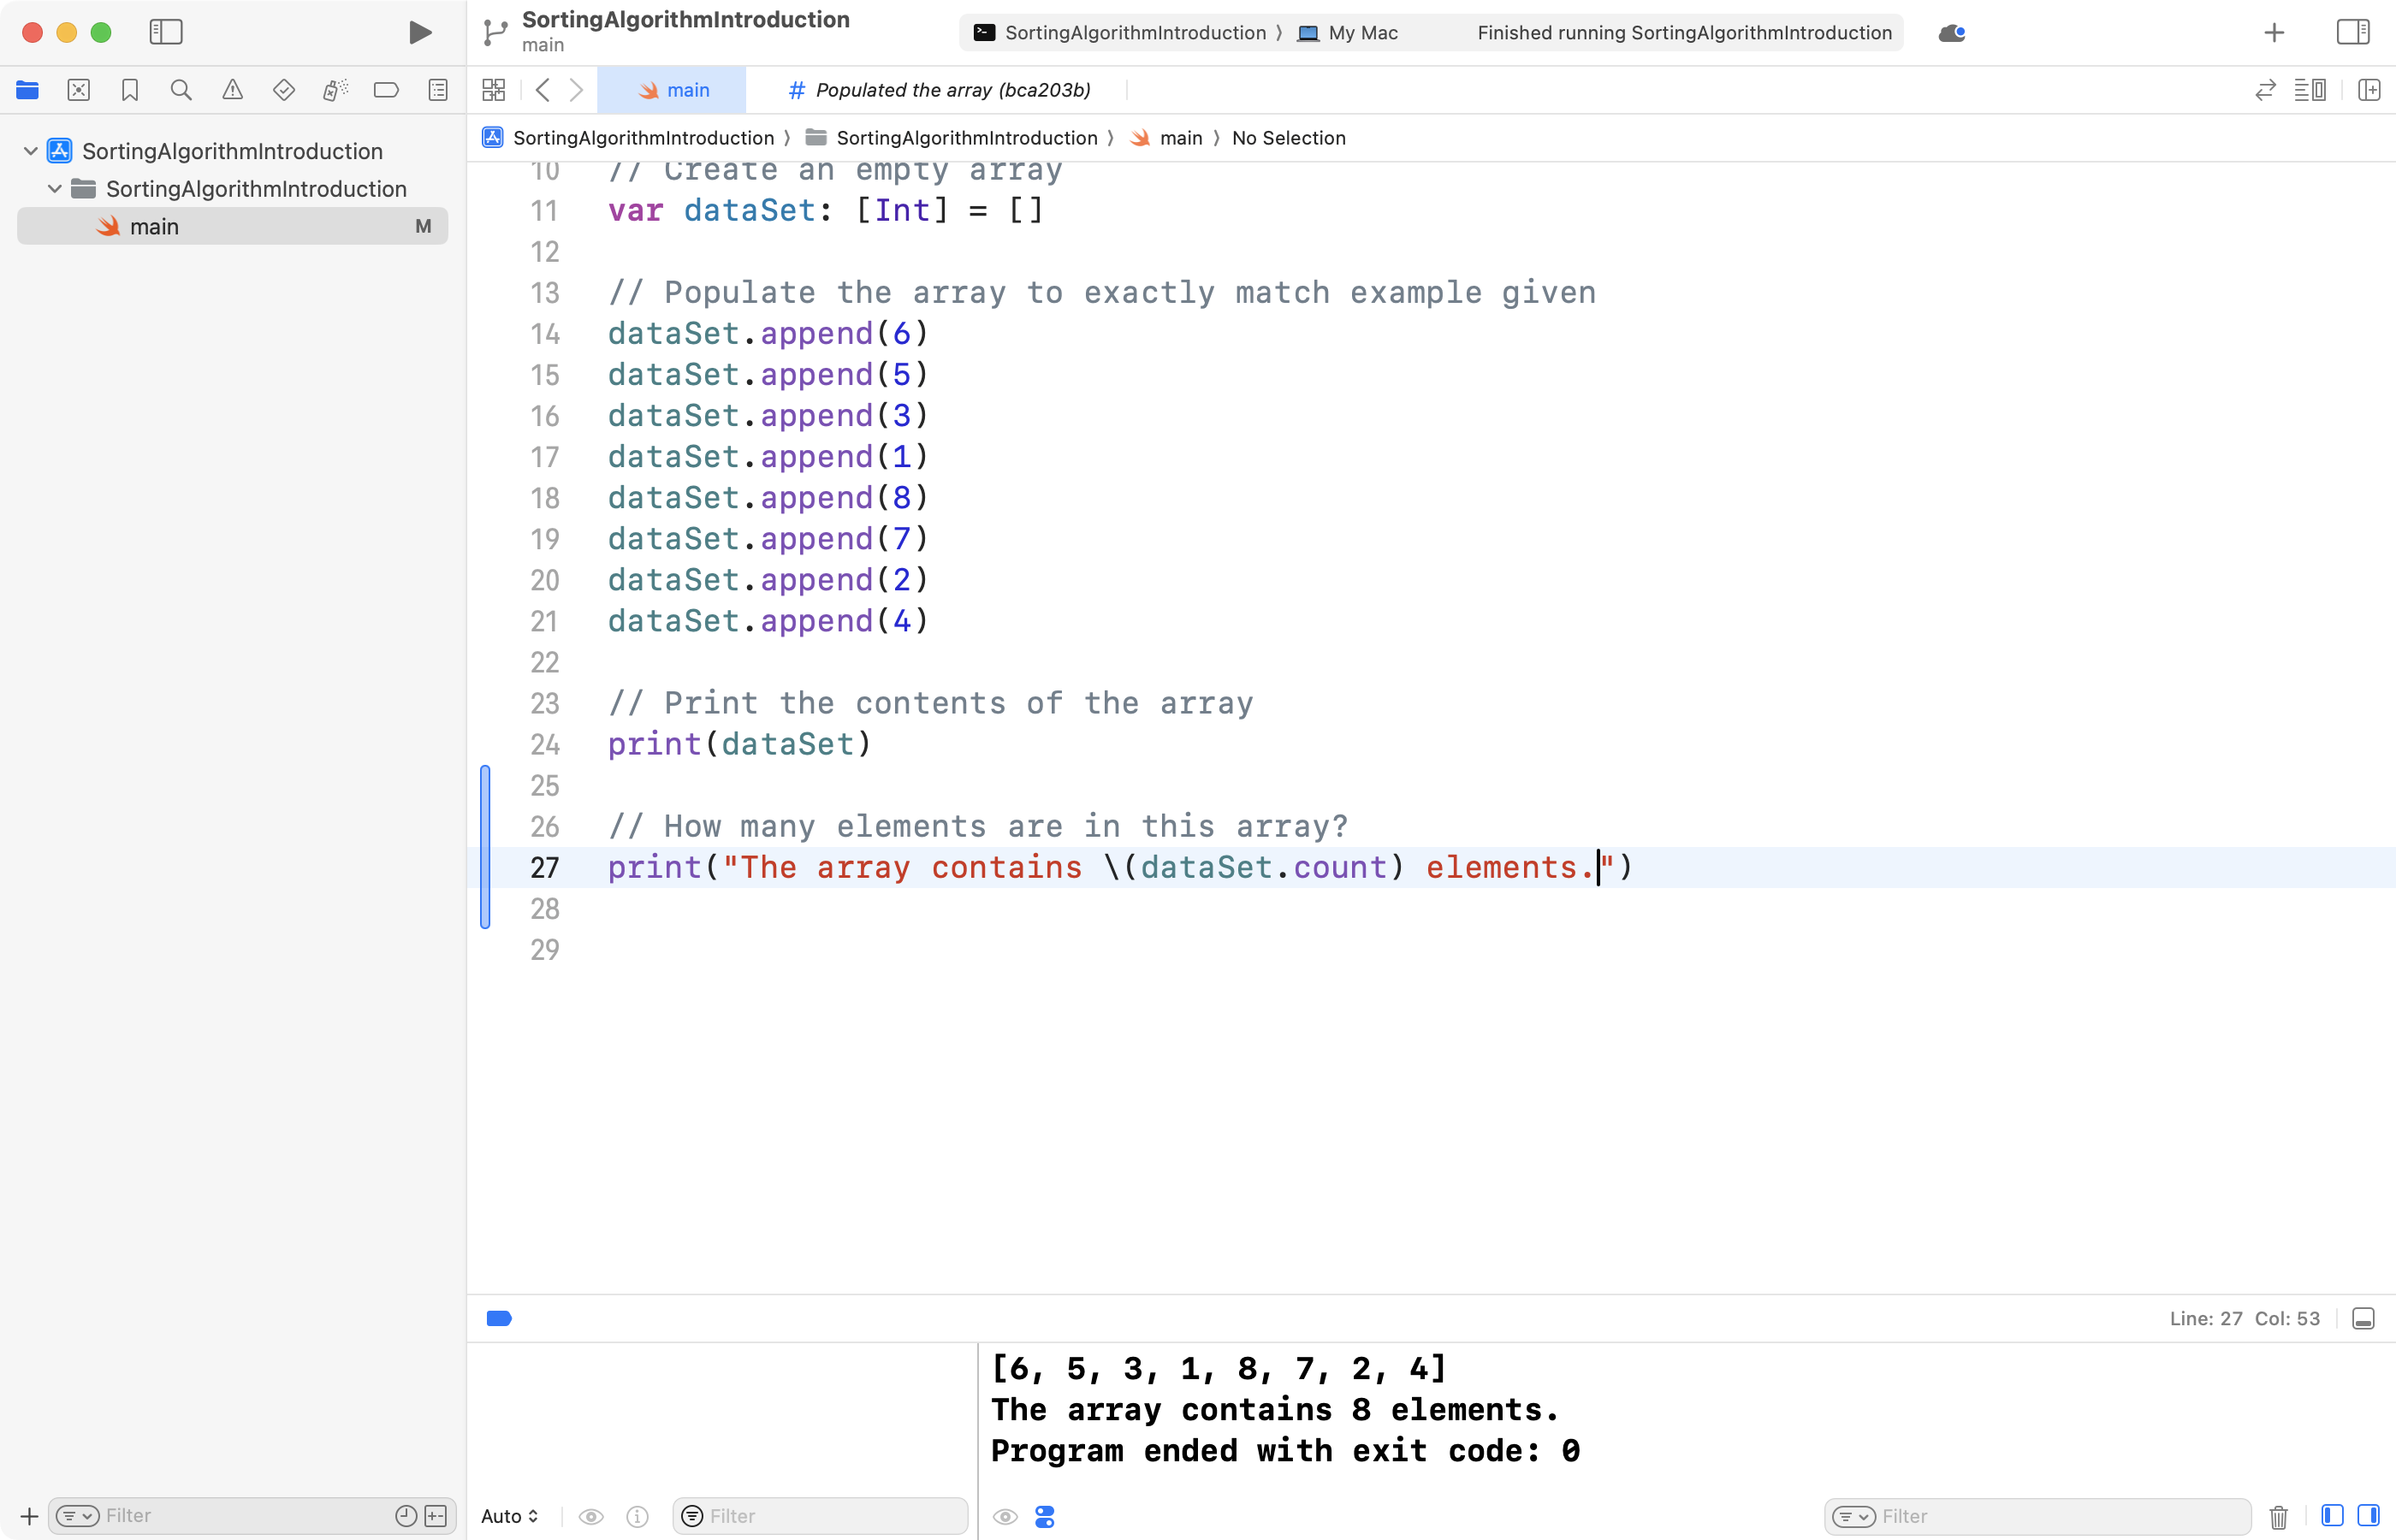 SortingAlgorithmIntroduction
main
SortingAlgorithmIntroduction ⟩ My Mac
Finished running SortingAlgorithmIntroduction
main
# Populated the array (bca203b)
SortingAlgorithmIntroduction ⟩ SortingAlgorithmIntroduction ⟩ main ⟩ No Selection
SortingAlgorithmIntroduction
SortingAlgorithmIntroduction
main M
10 // Create an empty array
11 var dataSet: [Int] = []
12
13 // Populate the array to exactly match example given
14 dataSet.append(6)
15 dataSet.append(5)
16 dataSet.append(3)
17 dataSet.append(1)
18 dataSet.append(8)
19 dataSet.append(7)
20 dataSet.append(2)
21 dataSet.append(4)
22
23 // Print the contents of the array
24 print(dataSet)
25
26 // How many elements are in this array?
27 print("The array contains \(dataSet.count) elements.")
28
29
Line: 27 Col: 53
[6, 5, 3, 1, 8, 7, 2, 4]
The array contains 8 elements.
Program ended with exit code: 0
Filter
Auto
Filter
Filter